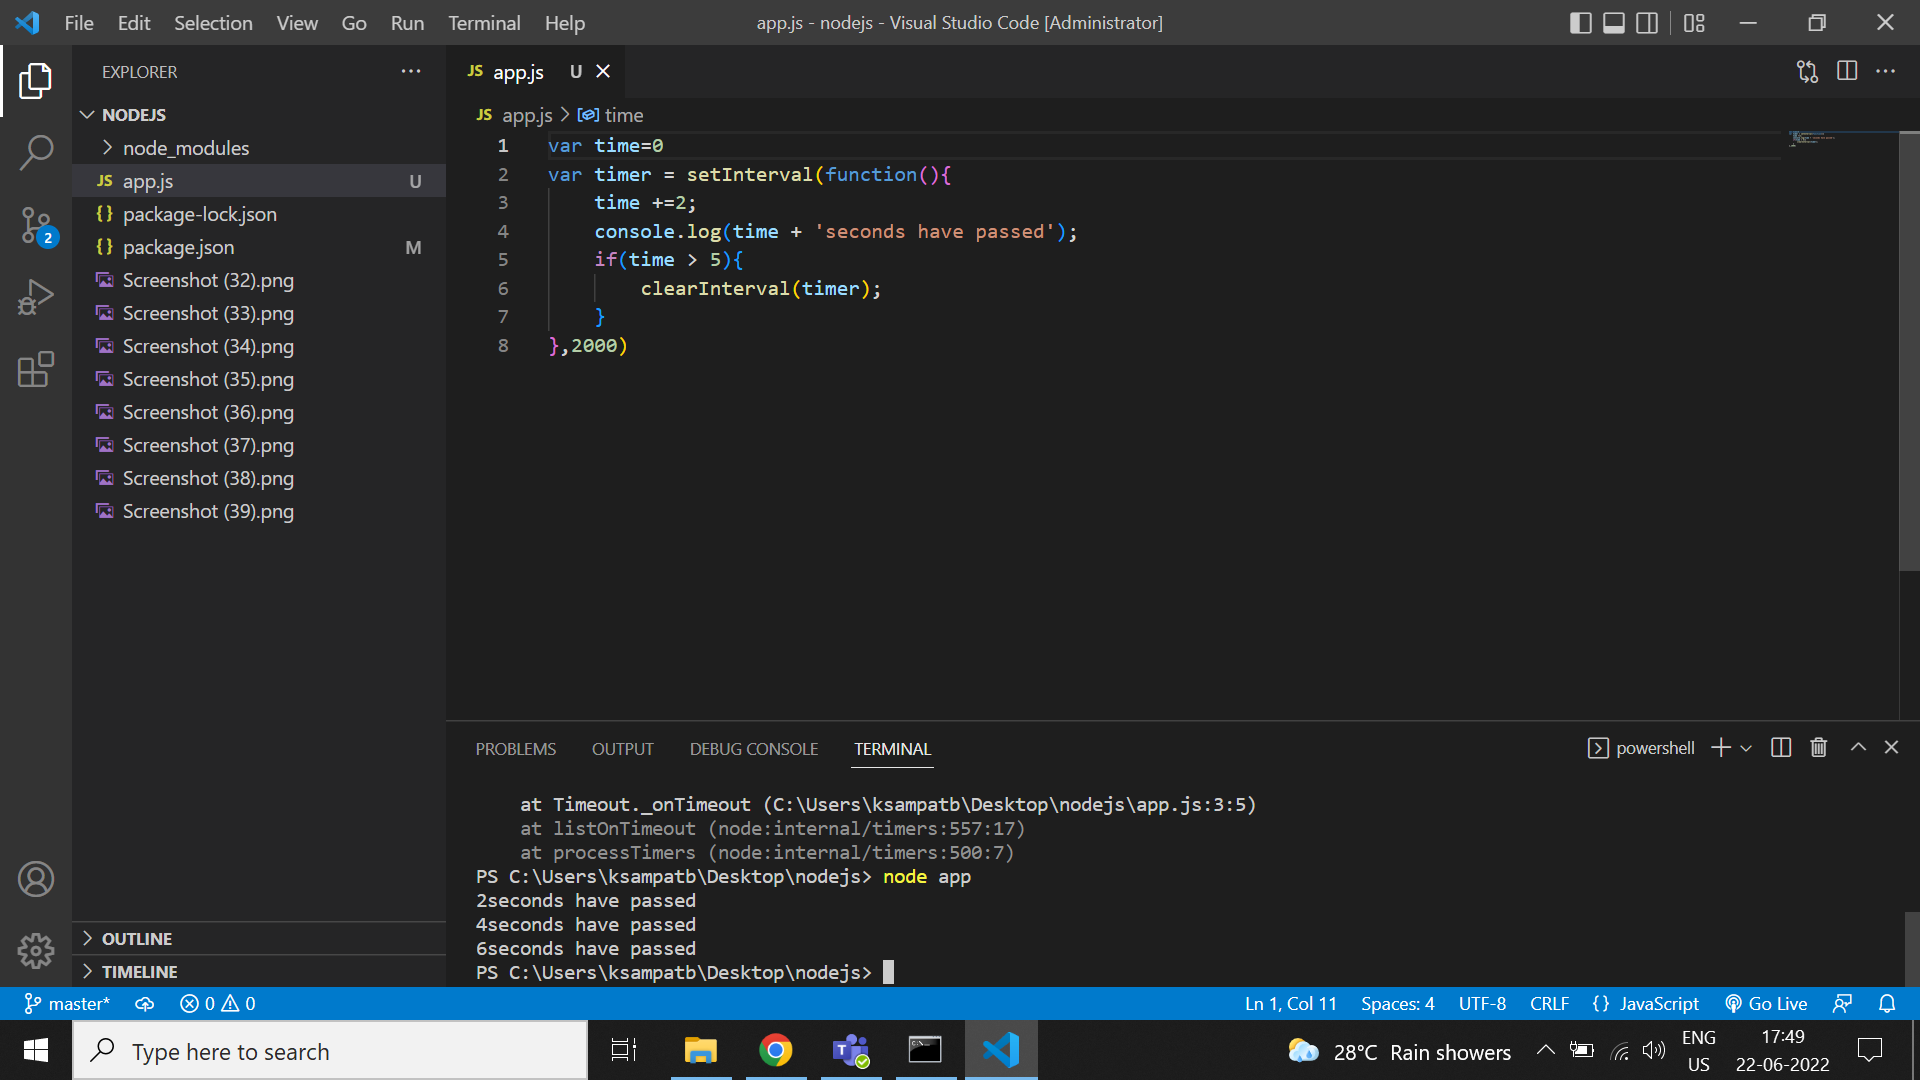 File Edit Selection View Go Run Terminal Help
app.js - nodejs - Visual Studio Code [Administrator]
EXPLORER
NODEJS
node_modules
JS app.js U
{} package-lock.json
{} package.json M
Screenshot (32).png
Screenshot (33).png
Screenshot (34).png
Screenshot (35).png
Screenshot (36).png
Screenshot (37).png
Screenshot (38).png
Screenshot (39).png
2
OUTLINE
TIMELINE
JS app.js U
JS app.js > time
1 var time=0
2 var timer = setInterval(function(){
3 time +=2;
4 console.log(time + 'seconds have passed');
5 if(time > 5){
6 clearInterval(timer);
7 }
8 },2000)
PROBLEMS OUTPUT DEBUG CONSOLE TERMINAL
powershell
at Timeout._onTimeout (C:\Users\ksampatb\Desktop\nodejs\app.js:3:5)
at listOnTimeout (node:internal/timers:557:17)
at processTimers (node:internal/timers:500:7)
PS C:\Users\ksampatb\Desktop\nodejs> node app
2seconds have passed
4seconds have passed
6seconds have passed
PS C:\Users\ksampatb\Desktop\nodejs>
master* 0 0
Ln 1, Col 11 Spaces: 4 UTF-8 CRLF {} JavaScript Go Live
Type here to search
28°C Rain showers
ENG
US
17:49
22-06-2022